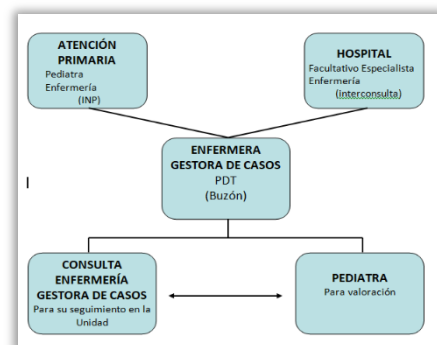 ATENCIÓN
PRIMARIA
Pediatra
Enfermería
(INP)
HOSPITAL
Facultativo Especialista
Enfermería
(interconsulta)
ENFERMERA
GESTORA DE CASOS
PDT
(Buzón)
CONSULTA
ENFERMERÍA
GESTORA DE CASOS
Para su seguimiento en la
Unidad
PEDIATRA
Para valoración